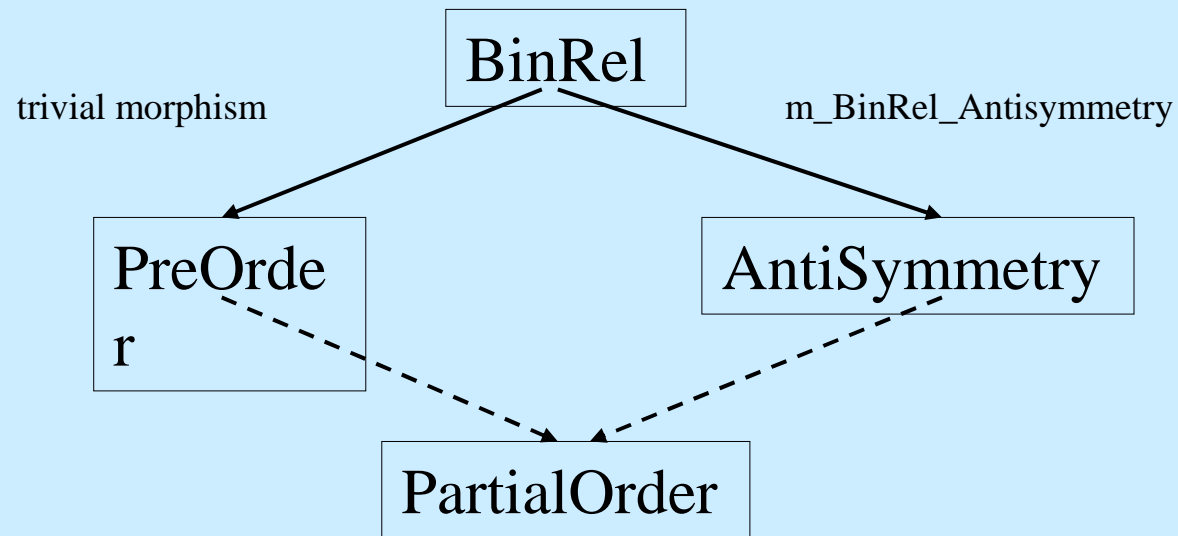 BinRel
trivial morphism
m_BinRel_Antisymmetry
PreOrde
r
AntiSymmetry
PartialOrder